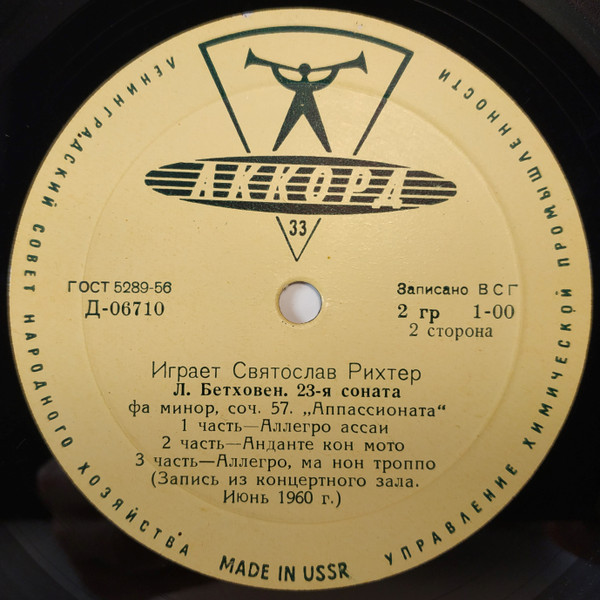 ЛЕНИНГРАДСКИЙ СОВЕТ НАРОДНОГО ХОЗЯЙСТВА
УПРАВЛЕНИЕ ХИМИЧЕСКОЙ ПРОМЫШЛЕННОСТИ
АККОРД
33
ГОСТ 5289-56
Д-06710
Записано ВСГ
2 гр 1-00
2 сторона
Играет Святослав Рихтер
Л. Бетховен. 23-я соната
фа минор, соч. 57. „Аппассионата“
1 часть—Аллегро ассаи
2 часть—Анданте кон мото
3 часть—Аллегро, ма нон троппо
(Запись из концертного зала.
Июнь 1960 г.)
MADE IN USSR